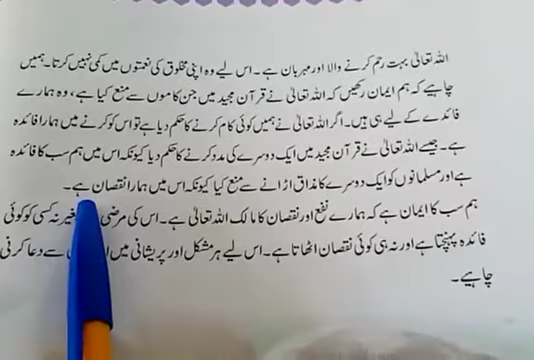 اللہ تعالیٰ بہت رحم کرنے والا اور مہربان ہے ۔ اس لیے وہ اپنی مخلوق کی نعمتوں میں کمی نہیں کرتا۔ ہمیں
چاہیے کہ ہم ایمان رکھیں کہ اللہ تعالیٰ نے قرآن مجید میں جن کاموں سے منع کیا ہے ، وہ ہمارے
فائدے کے لیے ہی ہیں۔ اگر اللہ تعالیٰ نے ہمیں کوئی کام کرنے کا حکم دیا ہے تو اس کو کرنے میں ہمارا فائدہ
ہے۔ جیسے اللہ تعالیٰ نے قرآن مجید میں ایک دوسرے کی مدد کرنے کا حکم دیا کیونکہ اس میں ہم سب کا فائدہ
ہے اور مسلمانوں کو ایک دوسرے کا مذاق اڑانے سے منع کیا کیونکہ اس میں ہمارا نقصان ہے۔
ہم سب کا ایمان ہے کہ ہمارے نفع اور نقصان کا مالک اللہ تعالیٰ ہے۔ اس کی مرضی نہ کسی کو کوئی
فائدہ پہنچتا ہے اور نہ ہی کوئی نقصان اٹھاتا ہے۔ اس لیے ہر مشکل اور پریشانی میں سے دعا کرنی
چاہیے۔